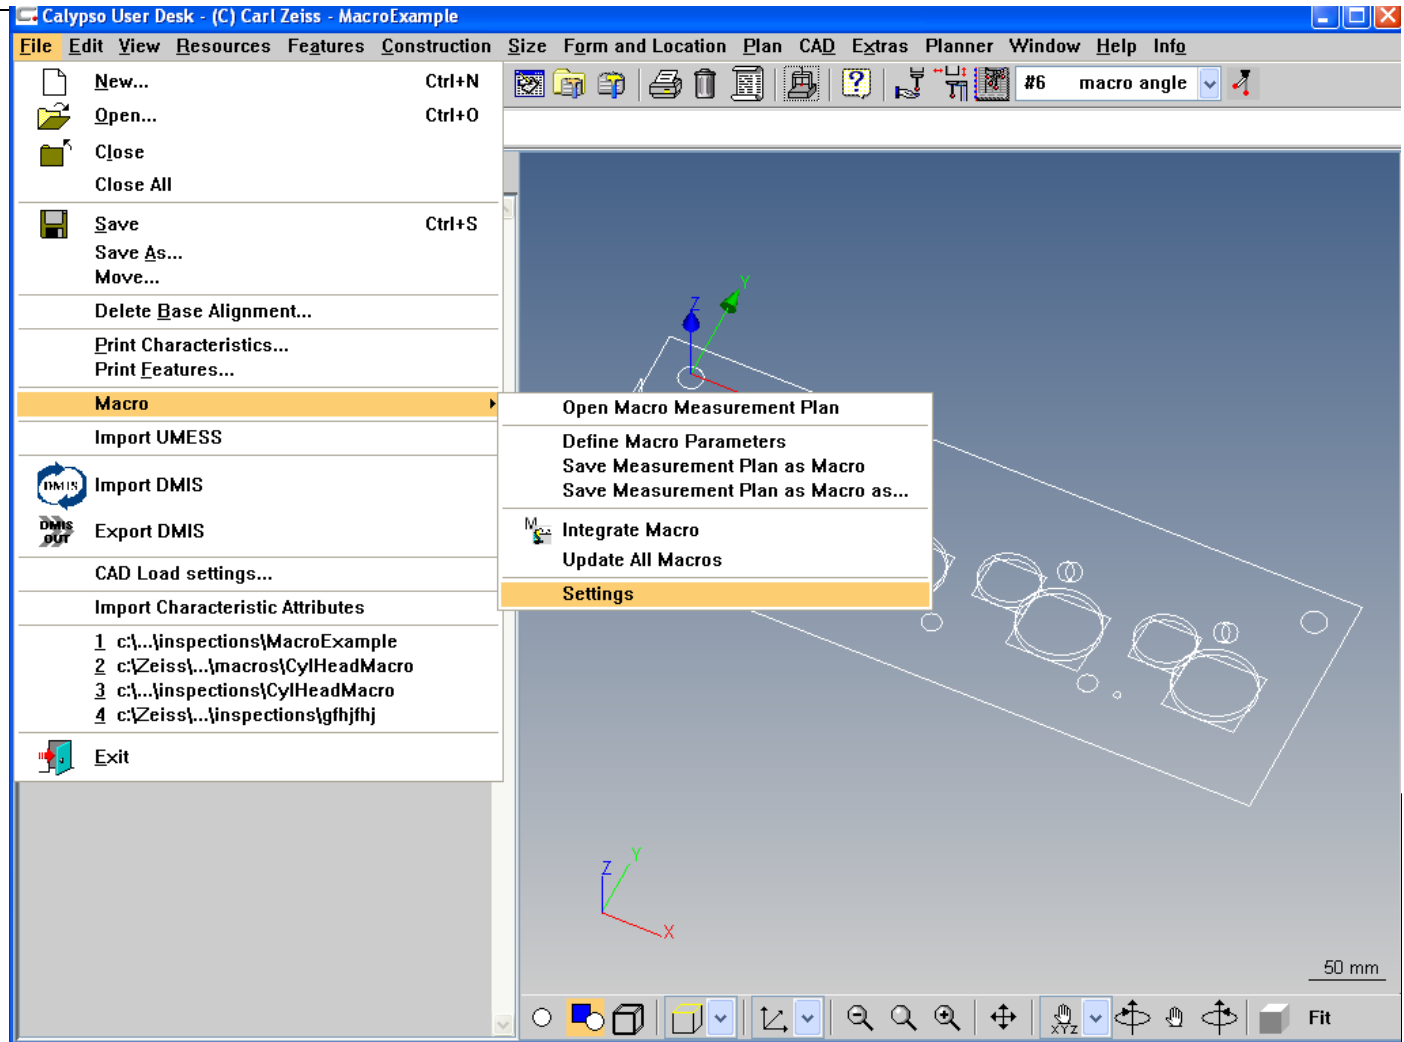 Calypso User Desk - (C) Carl Zeiss - MacroExample
File Edit View Resources Features Construction Size Form and Location Plan CAD Extras Planner Window Help Info
#6 macro angle
New... Ctrl+N
Open... Ctrl+O
Close
Close All
Save Ctrl+S
Save As...
Move...
Delete Base Alignment...
Print Characteristics...
Print Features...
Macro
Import UMESS
DMIS Import DMIS
DMIS OUT Export DMIS
CAD Load settings...
Import Characteristic Attributes
1 c:\...\inspections\MacroExample
2 c:\Zeiss\...\macros\CylHeadMacro
3 c:\...\inspections\CylHeadMacro
4 c:\Zeiss\...\inspections\gfhjfhj
Exit
Open Macro Measurement Plan
Define Macro Parameters
Save Measurement Plan as Macro
Save Measurement Plan as Macro as...
M Integrate Macro
Update All Macros
Settings
Y
Z
Y
Z
X
50 mm
XYZ
Fit